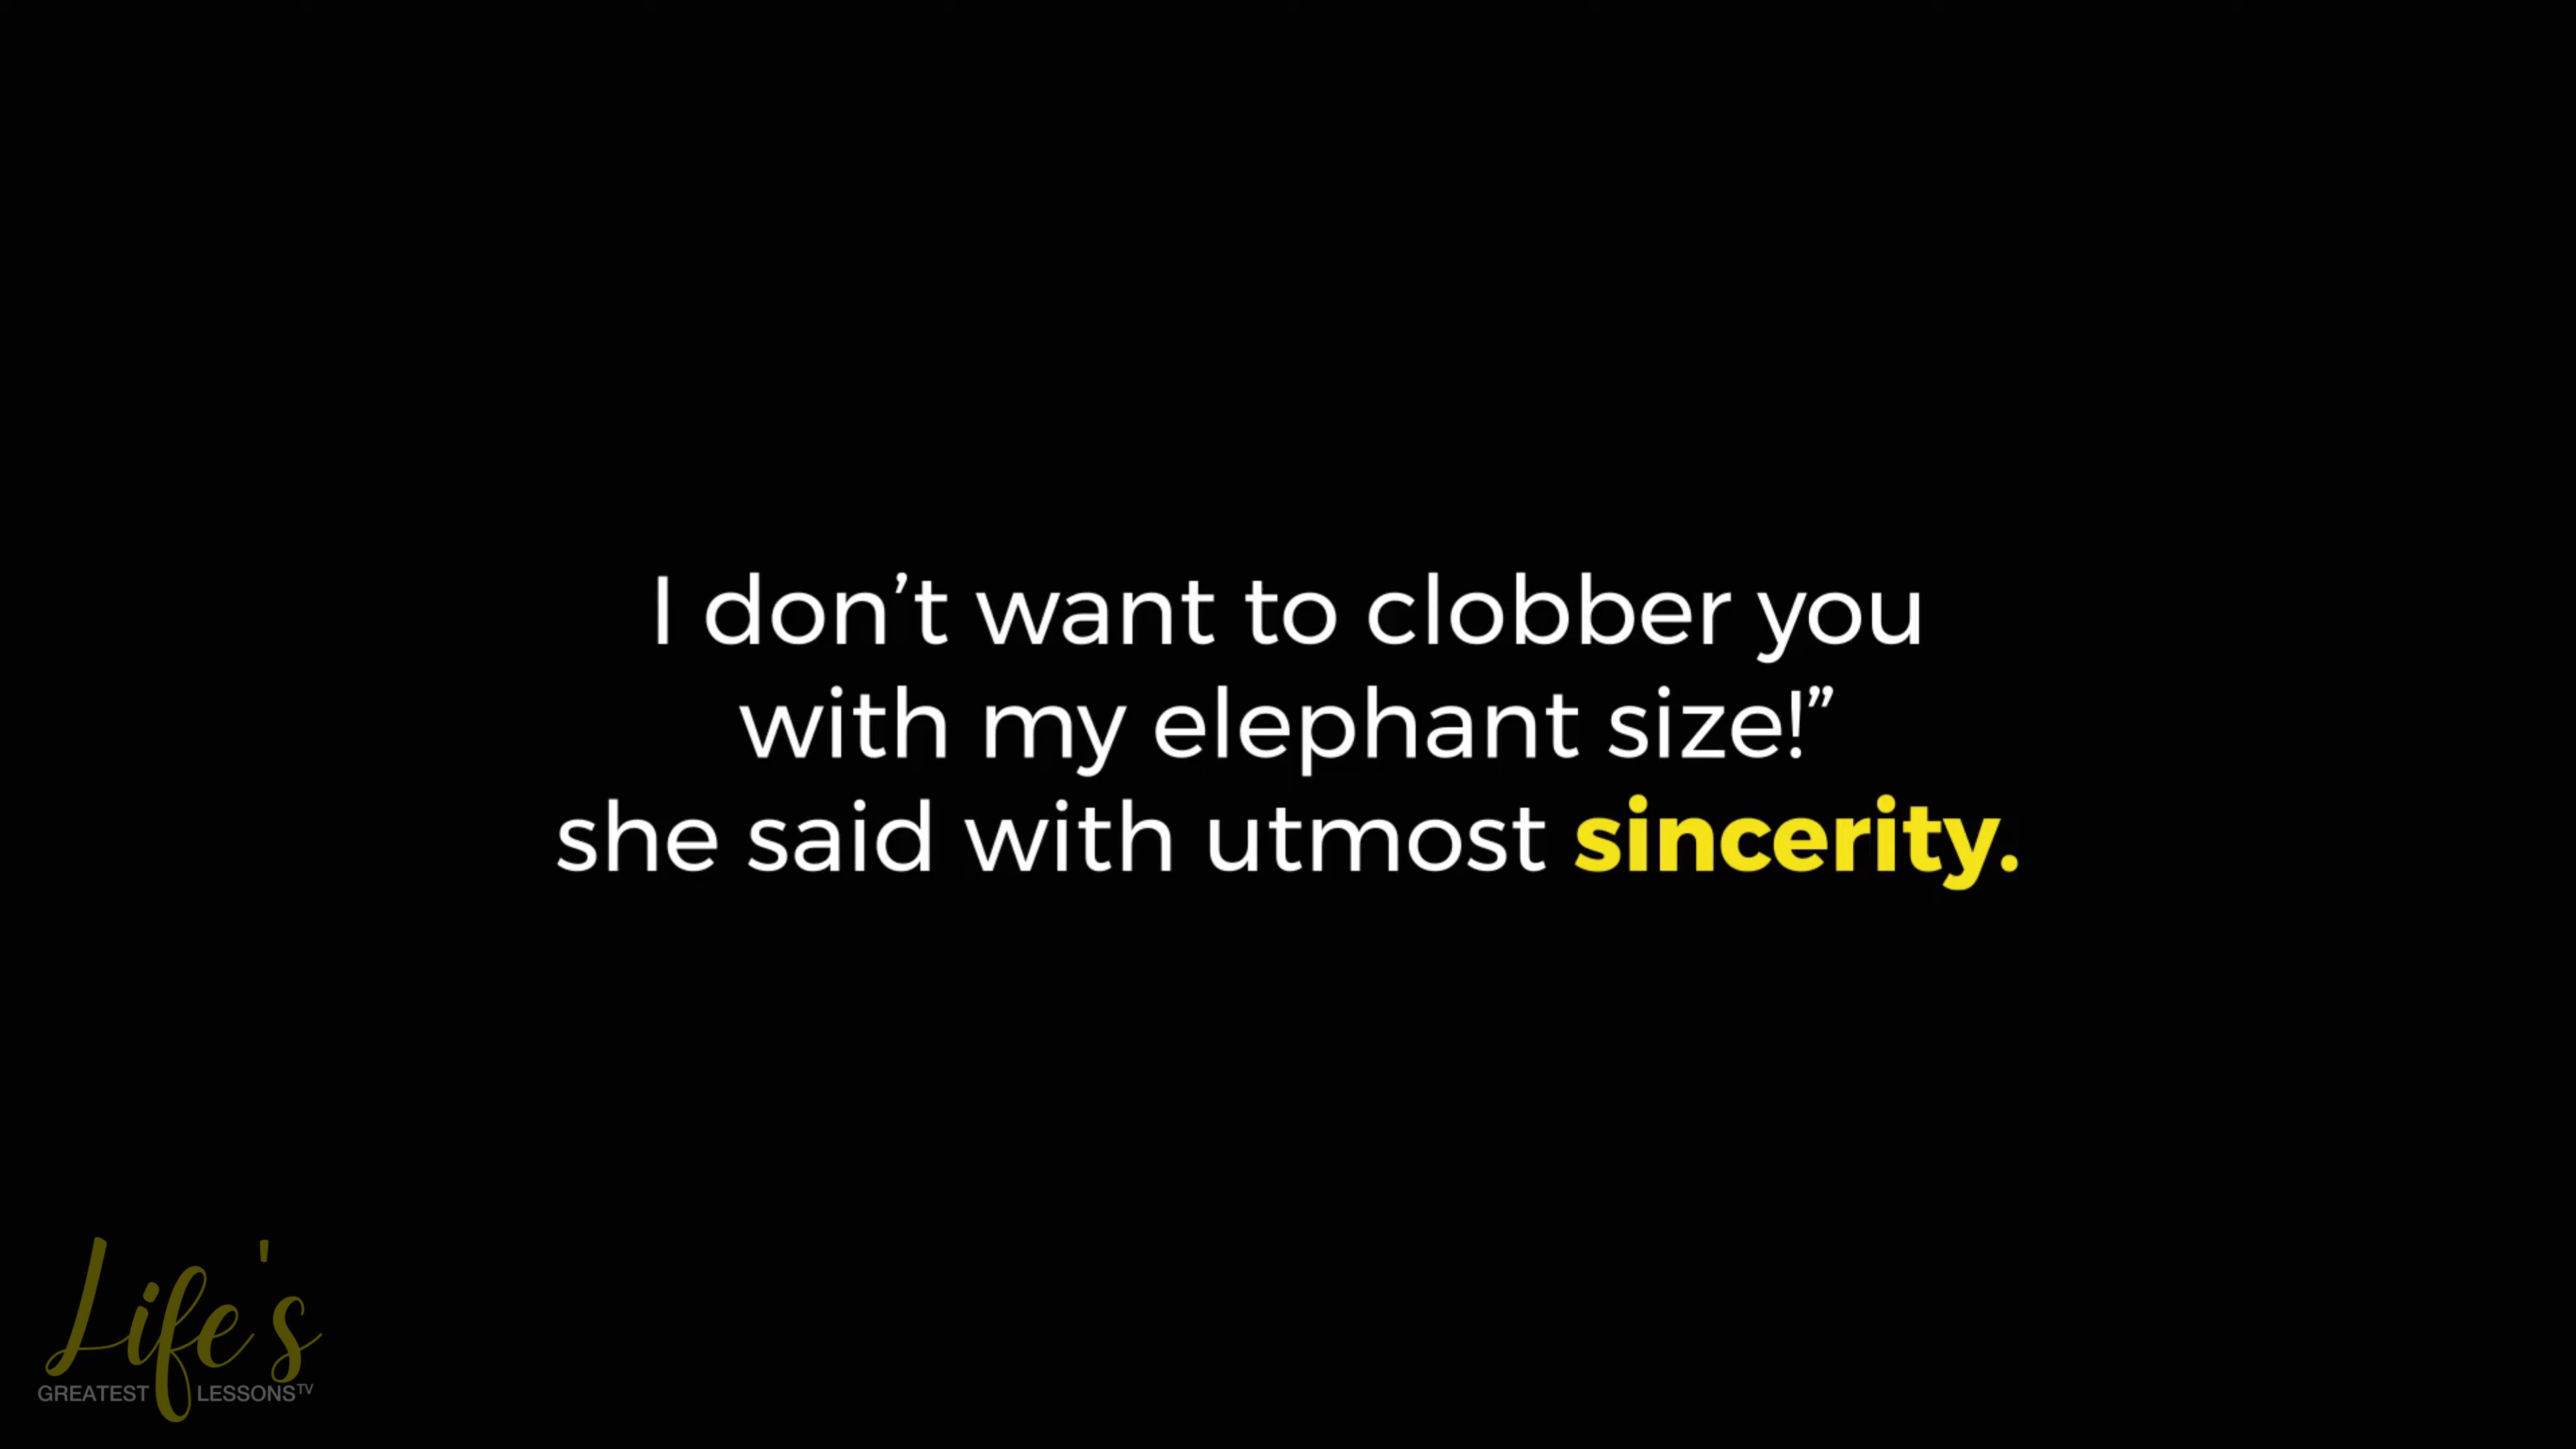 I don’t want to clobber you
with my elephant size!”
she said with utmost sincerity.
Life's
GREATEST LESSONS TV